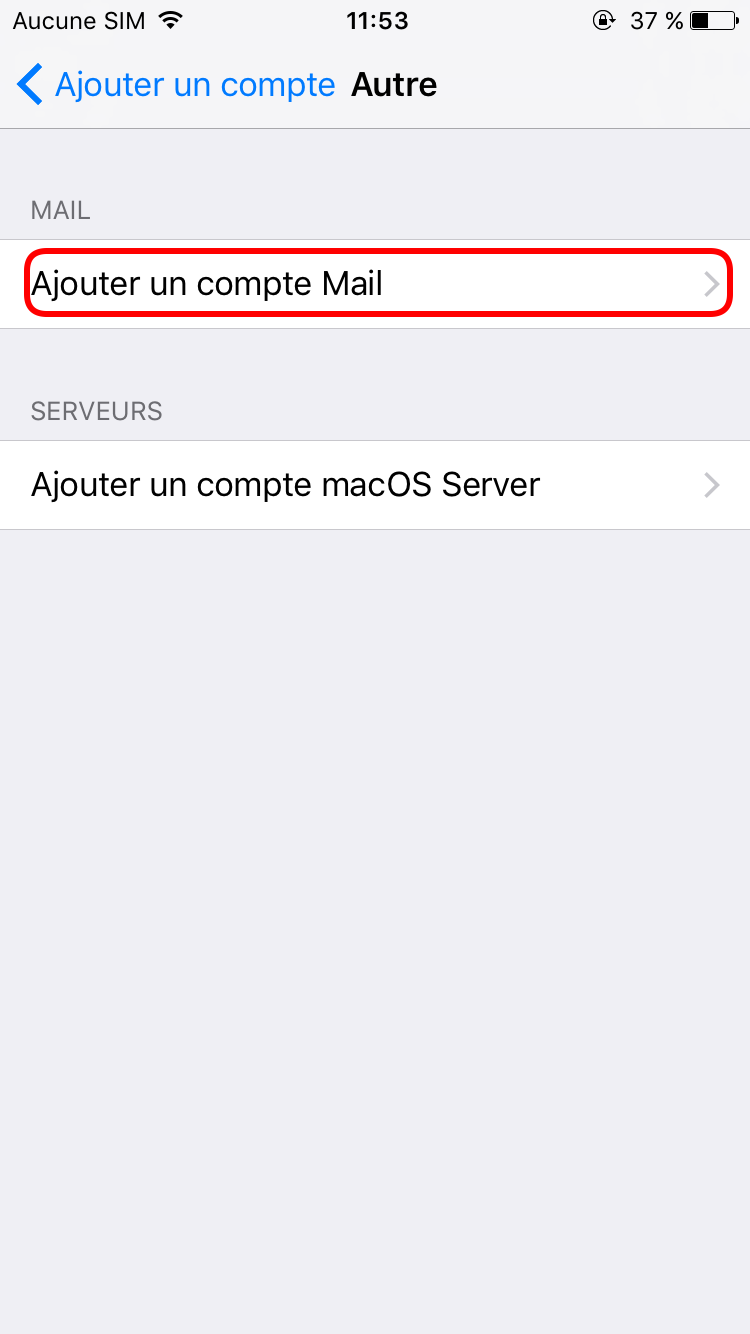 Aucune SIM 11:53 37 %
Ajouter un compte Autre
MAIL
Ajouter un compte Mail
SERVEURS
Ajouter un compte macOS Server